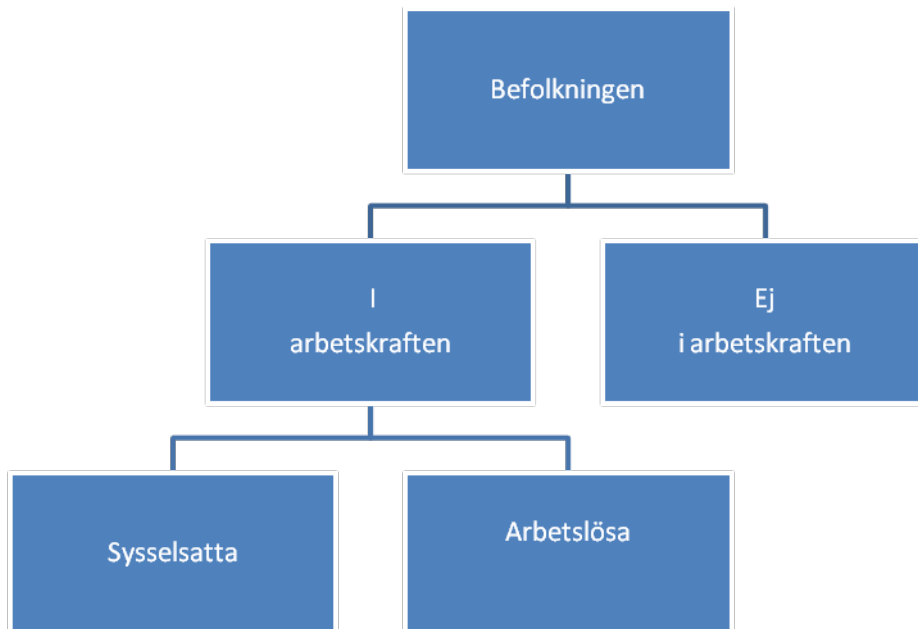 Befolkningen
I
arbetskraften
Ej
i arbetskraften
Sysselsatta
Arbetslösa